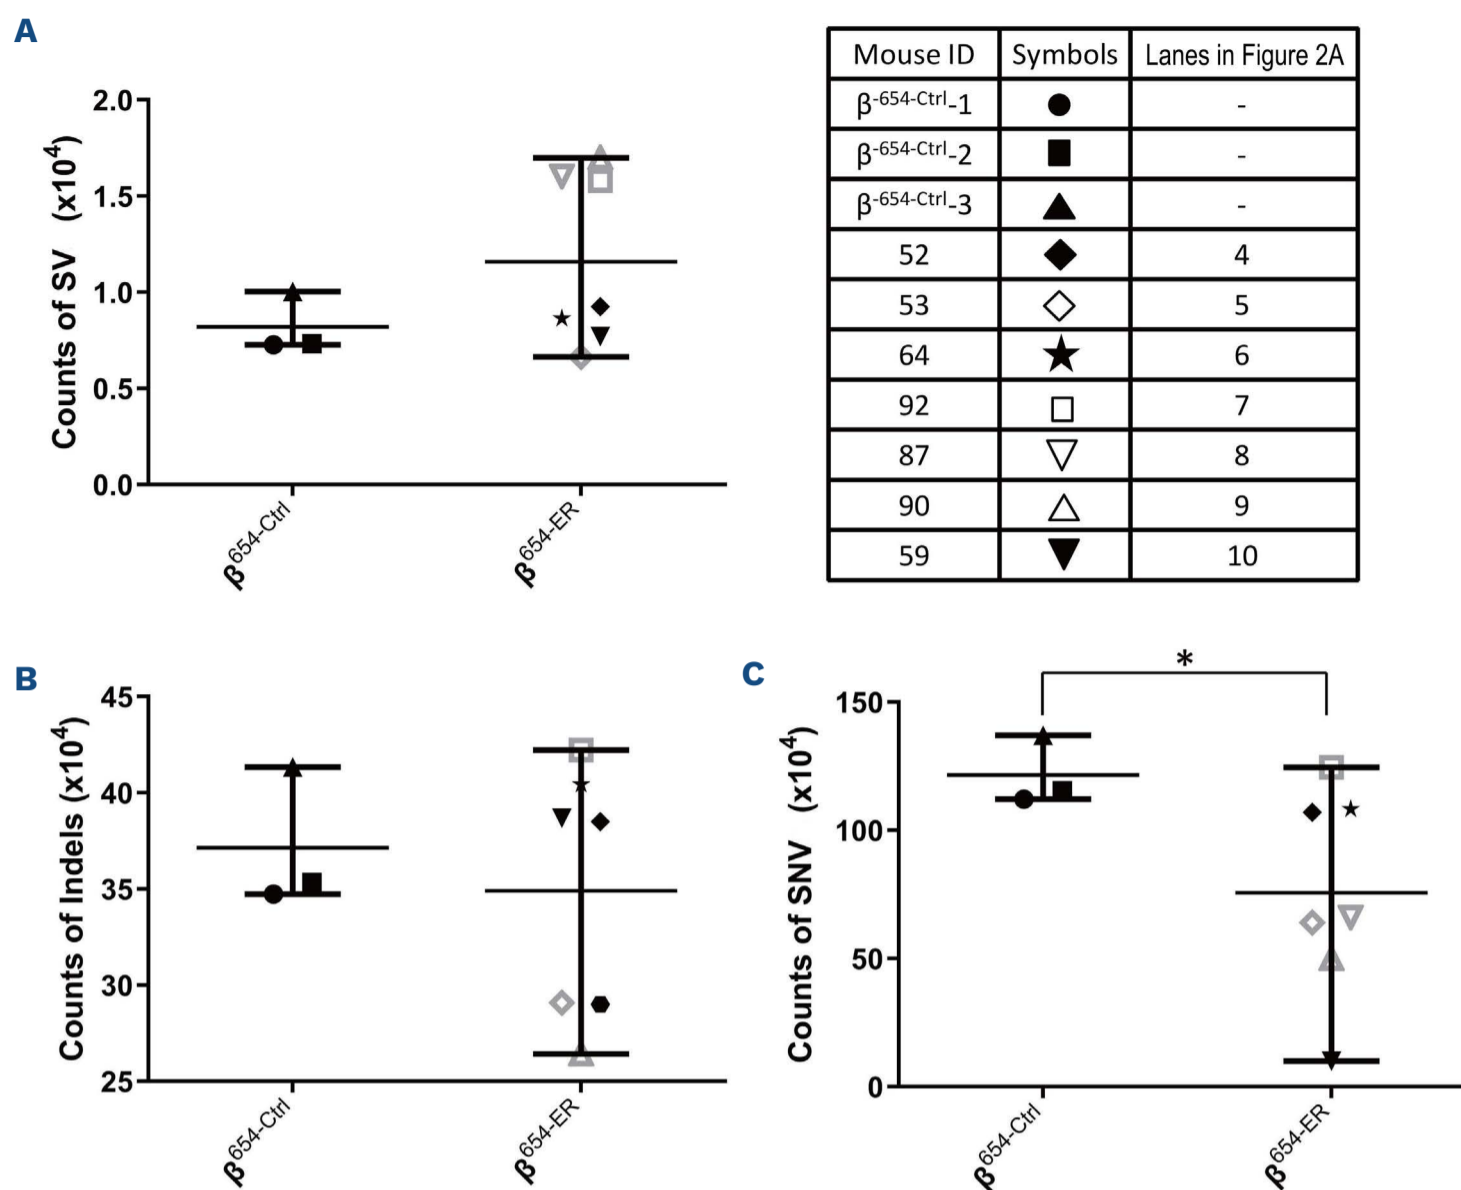 A
Counts of SV (x10⁴)
2.0
1.5
1.0
0.5
0.0
β⁶⁵⁴⁻ᶜᵗʳˡ
β⁶⁵⁴⁻ᴱᴿ
Mouse ID Symbols Lanes in Figure 2A
β⁻⁶⁵⁴⁻ᶜᵗʳˡ-1 -
β⁻⁶⁵⁴⁻ᶜᵗʳˡ-2 -
β⁻⁶⁵⁴⁻ᶜᵗʳˡ-3 -
52 4
53 5
64 6
92 7
87 8
90 9
59 10
B
Counts of Indels (x10⁴)
45
40
35
30
25
β⁶⁵⁴⁻ᶜᵗʳˡ
β⁶⁵⁴⁻ᴱᴿ
C
*
Counts of SNV (x10⁴)
150
100
50
0
β⁶⁵⁴⁻ᶜᵗʳˡ
β⁶⁵⁴⁻ᴱᴿ